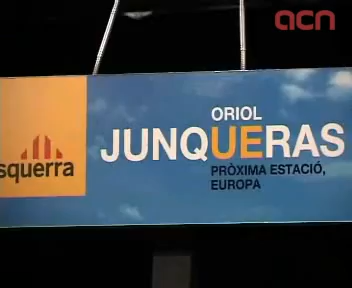 acn
squerra
ORIOL
JUNQUERAS
PRÒXIMA ESTACIÓ,
EUROPA